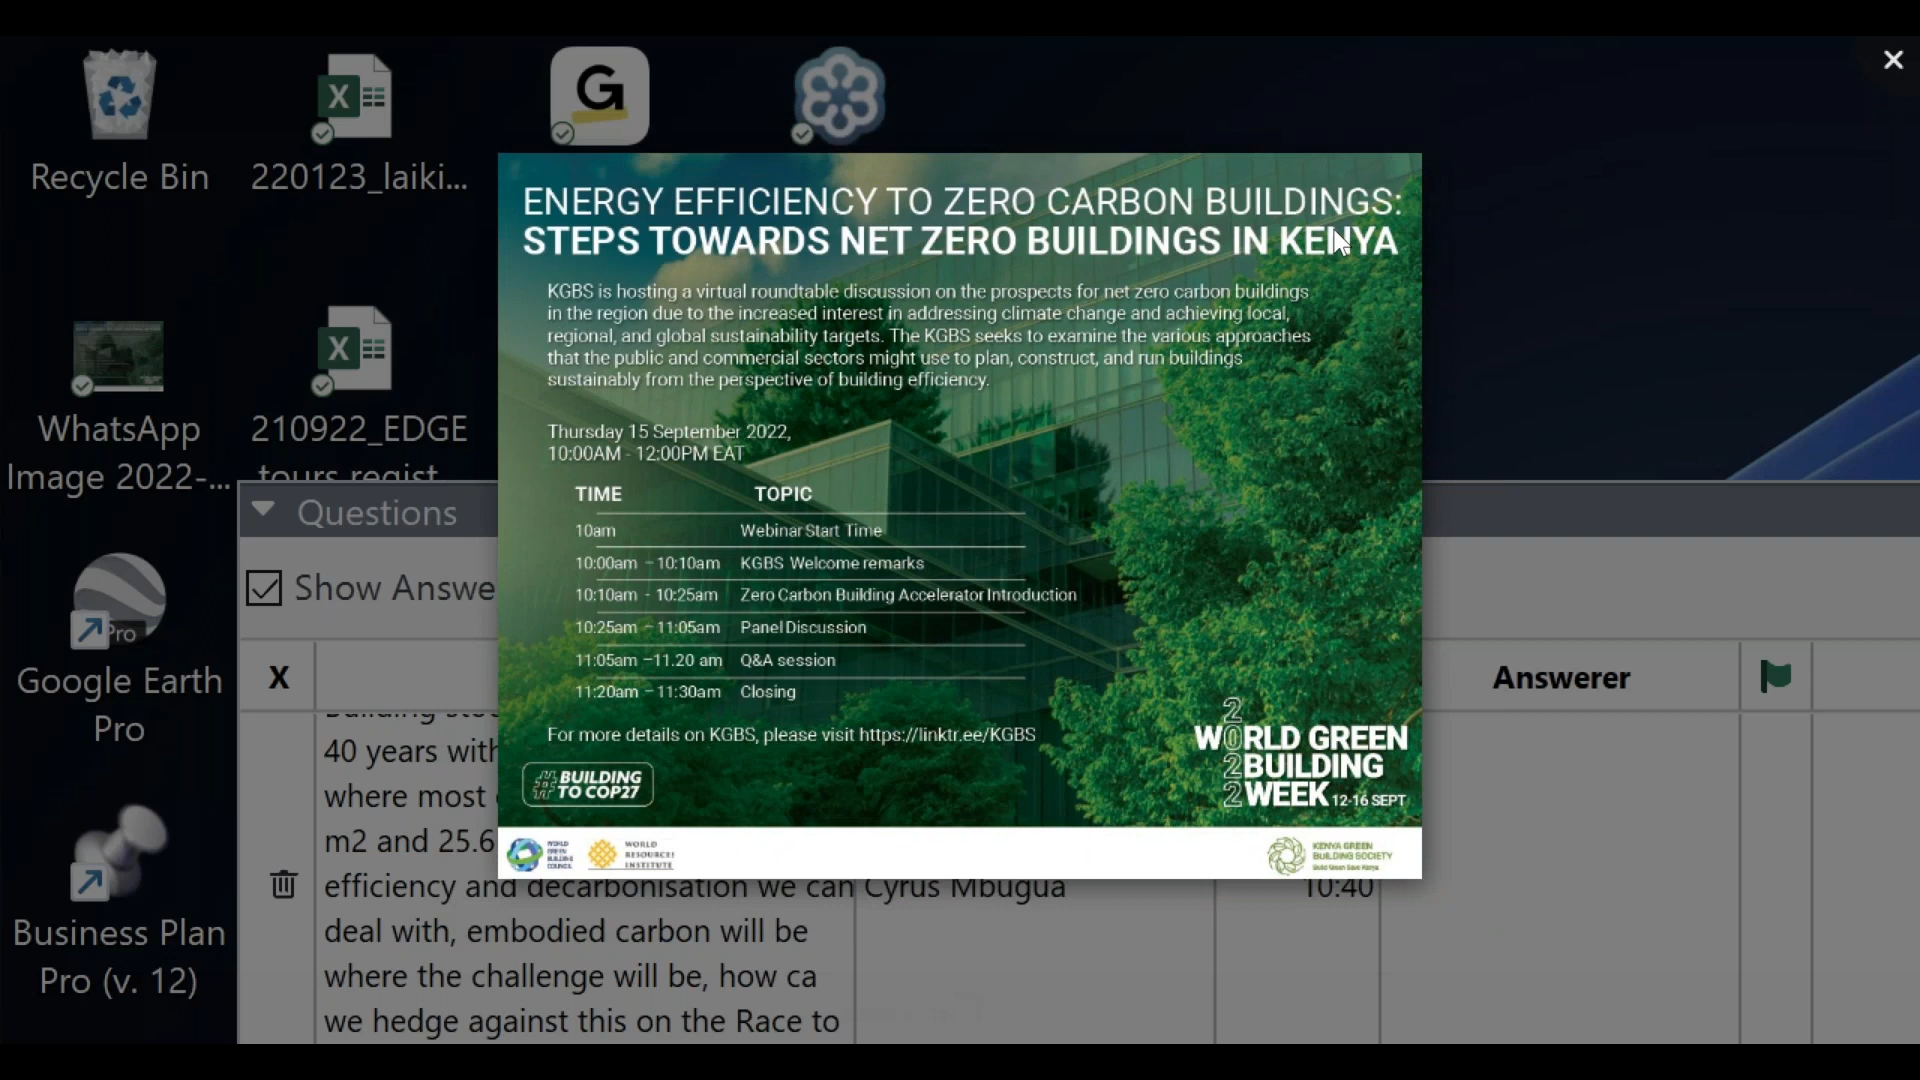 Recycle Bin
220123_laiki...
G
WhatsApp
Image 2022-...
210922_EDGE
tours regist
Google Earth
Pro
Pro
Business Plan
Pro (v. 12)
ENERGY EFFICIENCY TO ZERO CARBON BUILDINGS:
STEPS TOWARDS NET ZERO BUILDINGS IN KENYA
KGBS is hosting a virtual roundtable discussion on the prospects for net zero carbon buildings
in the region due to the increased interest in addressing climate change and achieving local,
regional, and global sustainability targets. The KGBS seeks to examine the various approaches
that the public and commercial sectors might use to plan, construct, and run buildings
sustainably from the perspective of building efficiency.
Thursday 15 September 2022,
10:00AM - 12:00PM EAT
TIME TOPIC
10am Webinar Start Time
10:00am – 10:10am KGBS Welcome remarks
10:10am - 10:25am Zero Carbon Building Accelerator Introduction
10:25am – 11:05am Panel Discussion
11:05am –11.20 am Q&A session
11:20am – 11:30am Closing
For more details on KGBS, please visit https://linktr.ee/KGBS
#BUILDING
TO COP27
2022
WORLD GREEN
BUILDING
WEEK 12-16 SEPT
WORLD
GREEN
BUILDING
COUNCIL
WORLD
RESOURCES
INSTITUTE
KENYA GREEN
BUILDING SOCIETY
Build Green Save Kenya
Questions
Show Answe
X Answerer
40 years with
where most
m2 and 25.6
efficiency and decarbonisation we can Cyrus Mbugua 10:40
deal with, embodied carbon will be
where the challenge will be, how ca
we hedge against this on the Race to